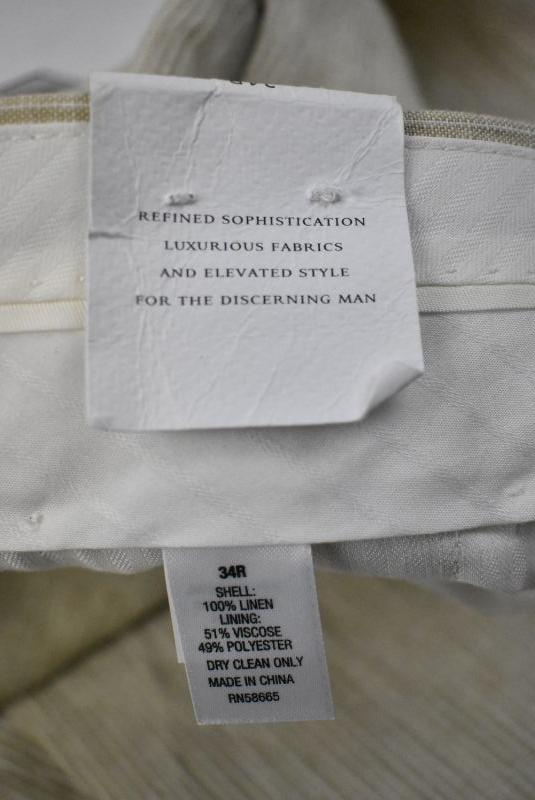 REFINED SOPHISTICATION
LUXURIOUS FABRICS
AND ELEVATED STYLE
FOR THE DISCERNING MAN
34R
SHELL:
100% LINEN
LINING:
51% VISCOSE
49% POLYESTER
DRY CLEAN ONLY
MADE IN CHINA
RN58665